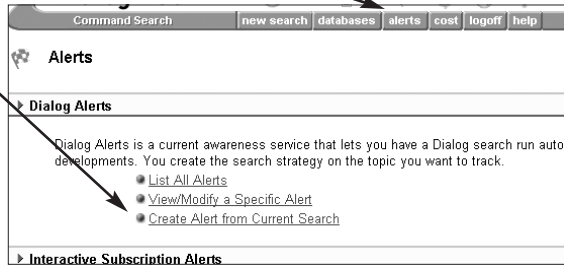 Command Search new search databases alerts cost logoff help
Alerts
Dialog Alerts
Dialog Alerts is a current awareness service that lets you have a Dialog search run auto
developments. You create the search strategy on the topic you want to track.
List All Alerts
View/Modify a Specific Alert
Create Alert from Current Search
Interactive Subscription Alerts